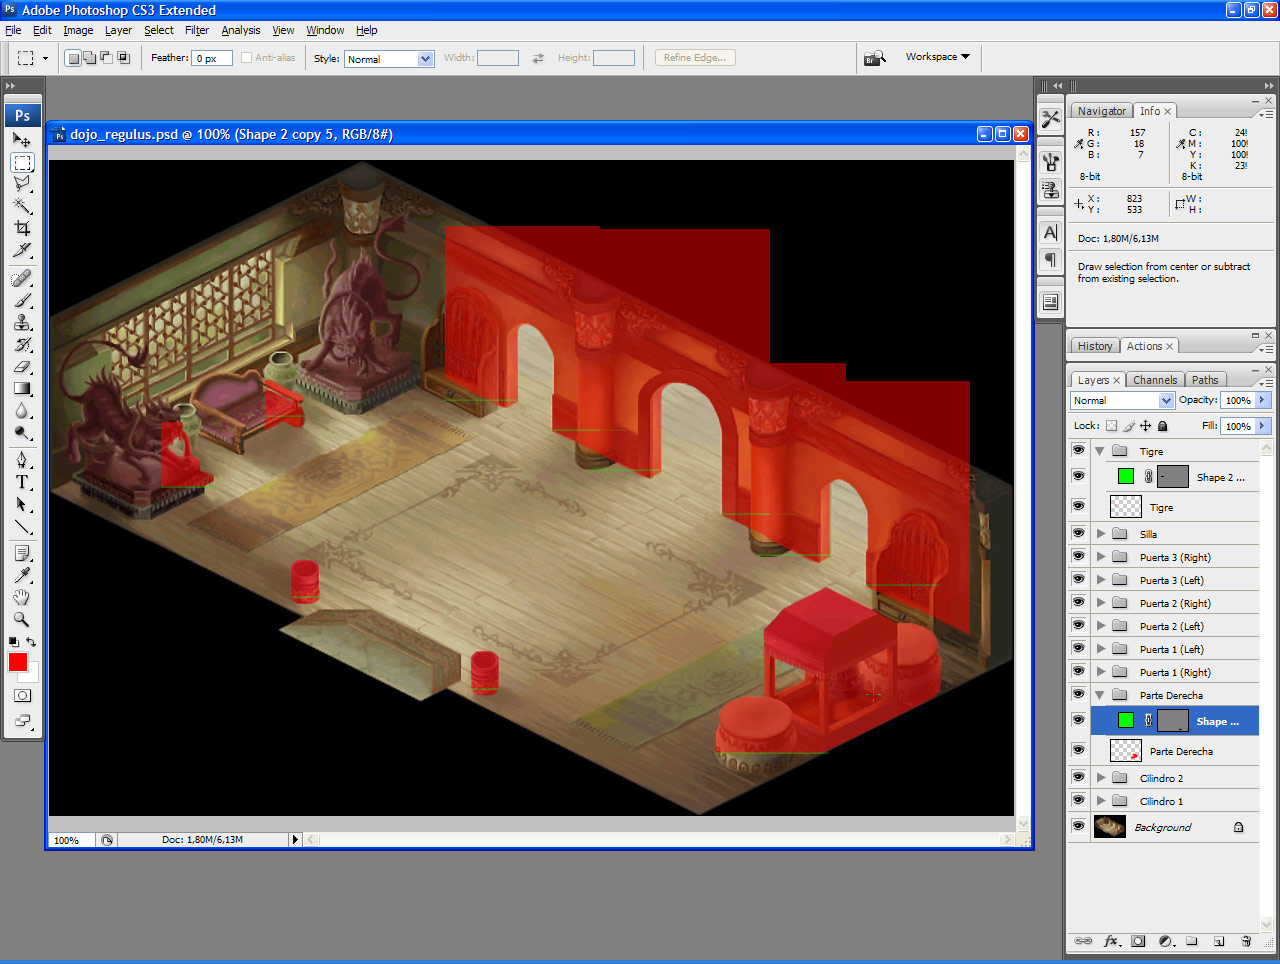 Ps Adobe Photoshop CS3 Extended
File Edit Image Layer Select Filter Analysis View Window Help
Feather: 0 px Anti-alias Style: Normal Width: Height: Refine Edge... Br Workspace
Ps
dojo_regulus.psd @ 100% (Shape 2 copy 5, RGB/8#)
Navigator Info
R: 157 C: 24!
G: 18 M: 100!
B: 7 Y: 100!
K: 23!
8-bit 8-bit
X: 823 W:
Y: 533 H:
Doc: 1,80M/6,13M
Draw selection from center or subtract
from existing selection.
History Actions
Layers Channels Paths
Normal Opacity: 100%
Lock: Fill: 100%
Tigre
Shape 2 ...
Tigre
Silla
Puerta 3 (Right)
Puerta 3 (Left)
Puerta 2 (Right)
Puerta 2 (Left)
Puerta 1 (Left)
Puerta 1 (Right)
Parte Derecha
Shape ...
Parte Derecha
Cilindro 2
Cilindro 1
Background
100% Doc: 1,80M/6,13M